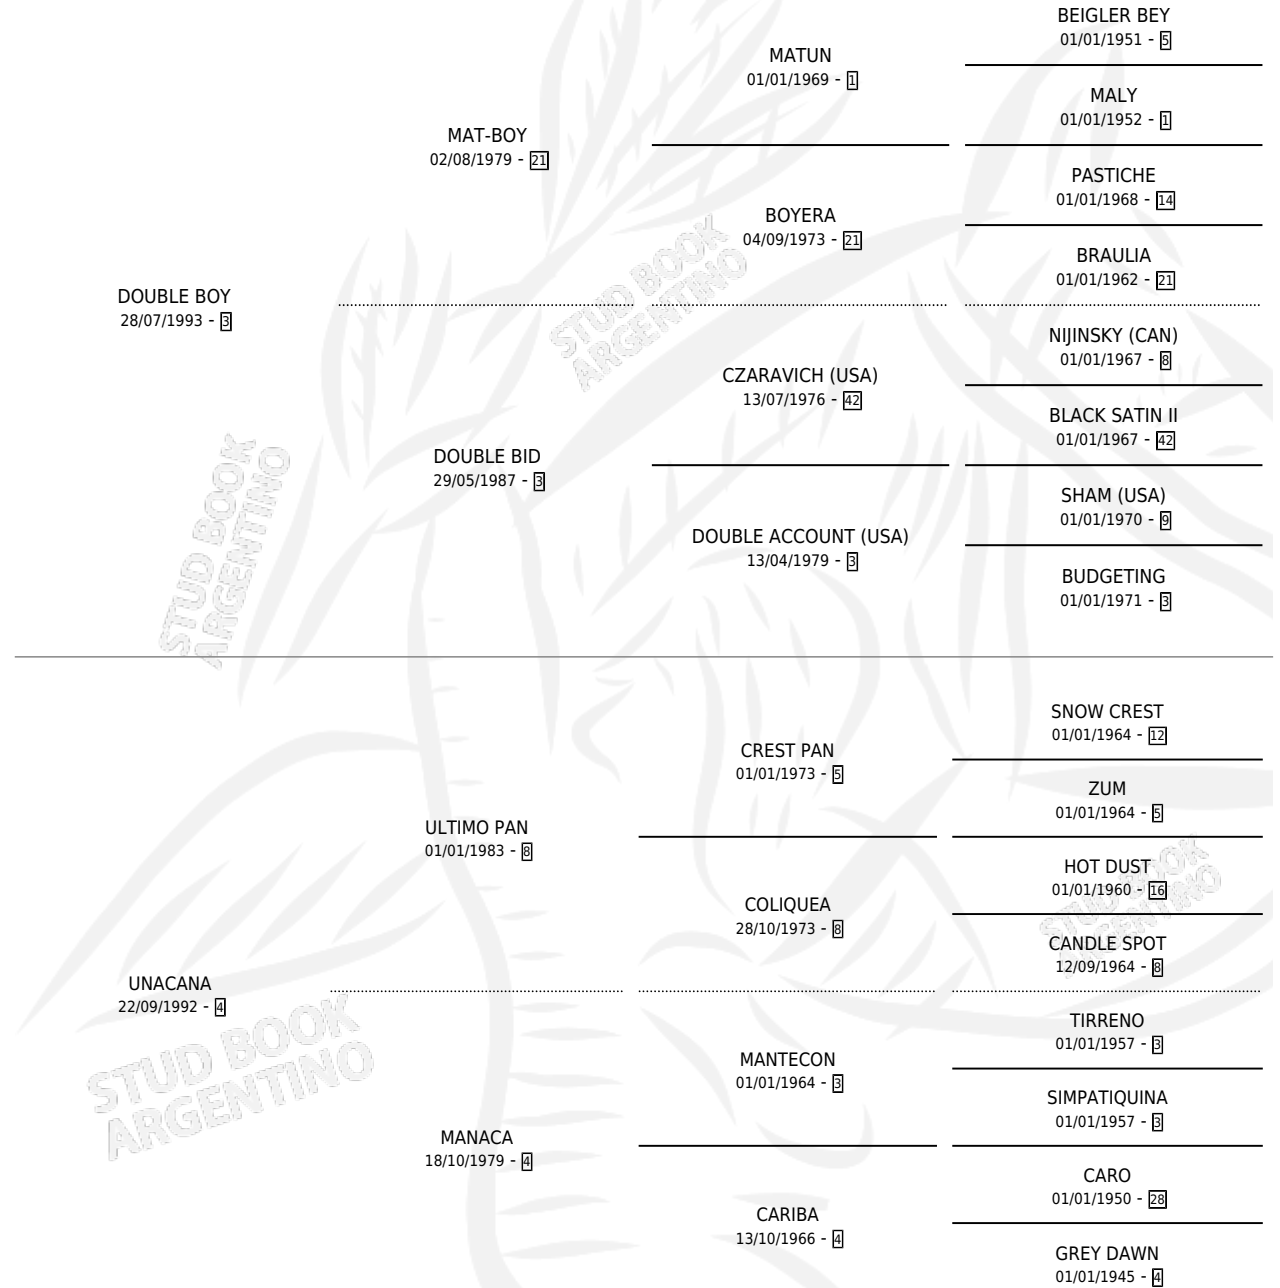 BEIGLER BEY
01/01/1951 - 5
MATUN
01/01/1969 - 1
MALY
01/01/1952 - 1
MAT-BOY
02/08/1979 - 21
PASTICHE
01/01/1968 - 14
BOYERA
04/09/1973 - 21
BRAULIA
01/01/1962 - 21
DOUBLE BOY
28/07/1993 - 3
NIJINSKY (CAN)
01/01/1967 - 8
CZARAVICH (USA)
13/07/1976 - 42
BLACK SATIN II
01/01/1967 - 42
DOUBLE BID
29/05/1987 - 3
SHAM (USA)
01/01/1970 - 9
DOUBLE ACCOUNT (USA)
13/04/1979 - 3
BUDGETING
01/01/1971 - 3
STUD BOOK
ARGENTINO
STUD BOOK
ARGENTINO
SNOW CREST
01/01/1964 - 12
CREST PAN
01/01/1973 - 5
ZUM
01/01/1964 - 5
ULTIMO PAN
01/01/1983 - 8
HOT DUST
01/01/1960 - 16
COLIQUEA
28/10/1973 - 8
CANDLE SPOT
12/09/1964 - 8
UNACANA
22/09/1992 - 4
TIRRENO
01/01/1957 - 3
MANTECON
01/01/1964 - 3
SIMPATIQUINA
01/01/1957 - 3
MANACA
18/10/1979 - 4
CARO
01/01/1950 - 28
CARIBA
13/10/1966 - 4
GREY DAWN
01/01/1945 - 4
STUD BOOK
ARGENTINO
STUD BOOK
ARGENTINO